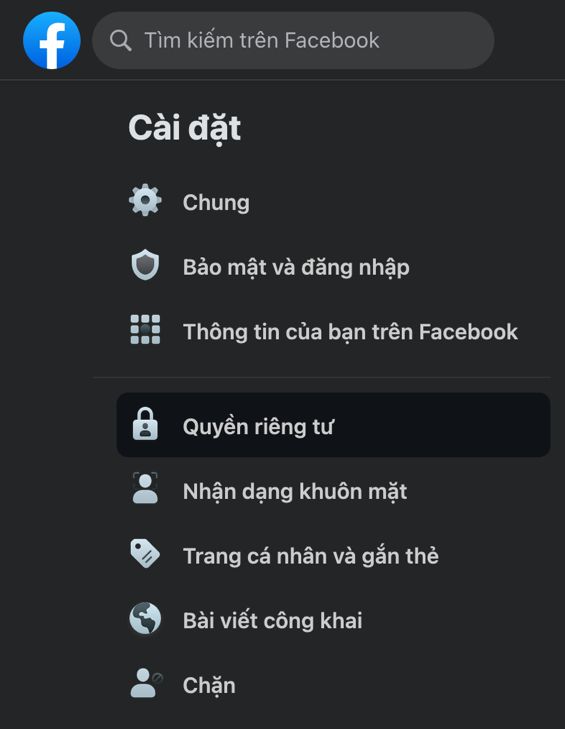 Tìm kiếm trên Facebook
Cài đặt
Chung
Bảo mật và đăng nhập
Thông tin của bạn trên Facebook
Quyền riêng tư
Nhận dạng khuôn mặt
Trang cá nhân và gắn thẻ
Bài viết công khai
Chặn